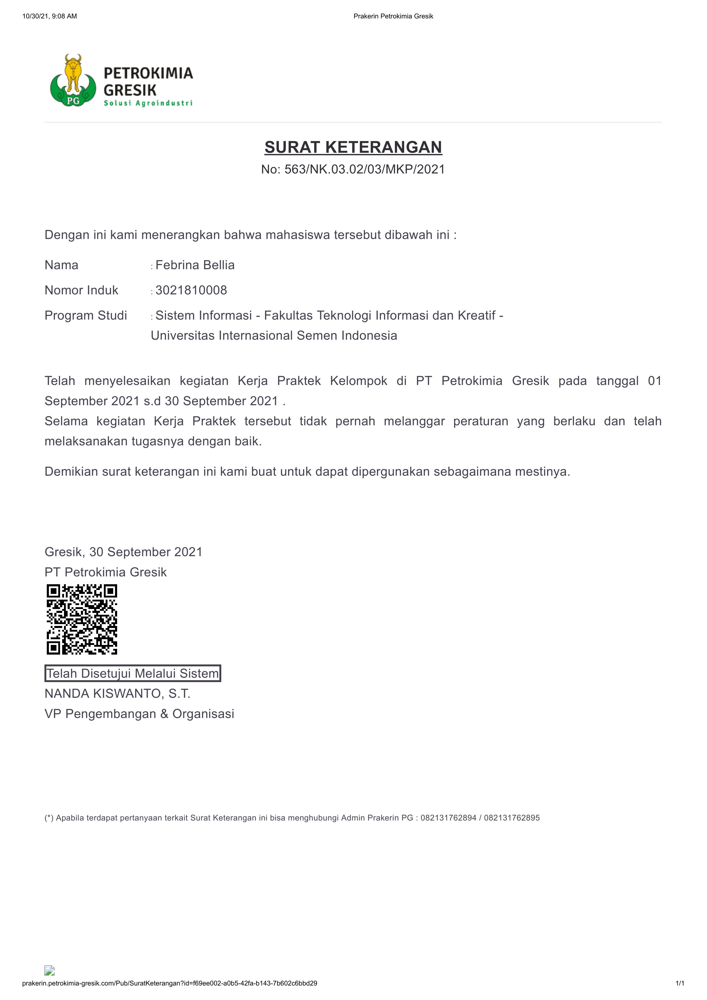 10/30/21, 9:08 AM
Prakerin Petrokimia Gresik
PETROKIMIA
GRESIK
Solusi Agroindustri
PG
SURAT KETERANGAN
No: 563/NK.03.02/03/MKP/2021
Dengan ini kami menerangkan bahwa mahasiswa tersebut dibawah ini :
Nama : Febrina Bellia
Nomor Induk : 3021810008
Program Studi : Sistem Informasi - Fakultas Teknologi Informasi dan Kreatif -
Universitas Internasional Semen Indonesia
Telah menyelesaikan kegiatan Kerja Praktek Kelompok di PT Petrokimia Gresik pada tanggal 01
September 2021 s.d 30 September 2021 .
Selama kegiatan Kerja Praktek tersebut tidak pernah melanggar peraturan yang berlaku dan telah
melaksanakan tugasnya dengan baik.
Demikian surat keterangan ini kami buat untuk dapat dipergunakan sebagaimana mestinya.
Gresik, 30 September 2021
PT Petrokimia Gresik
Telah Disetujui Melalui Sistem
NANDA KISWANTO, S.T.
VP Pengembangan & Organisasi
(*) Apabila terdapat pertanyaan terkait Surat Keterangan ini bisa menghubungi Admin Prakerin PG : 082131762894 / 082131762895
prakerin.petrokimia-gresik.com/Pub/SuratKeterangan?id=f69ee002-a0b5-42fa-b143-7b602c6bbd29
1/1